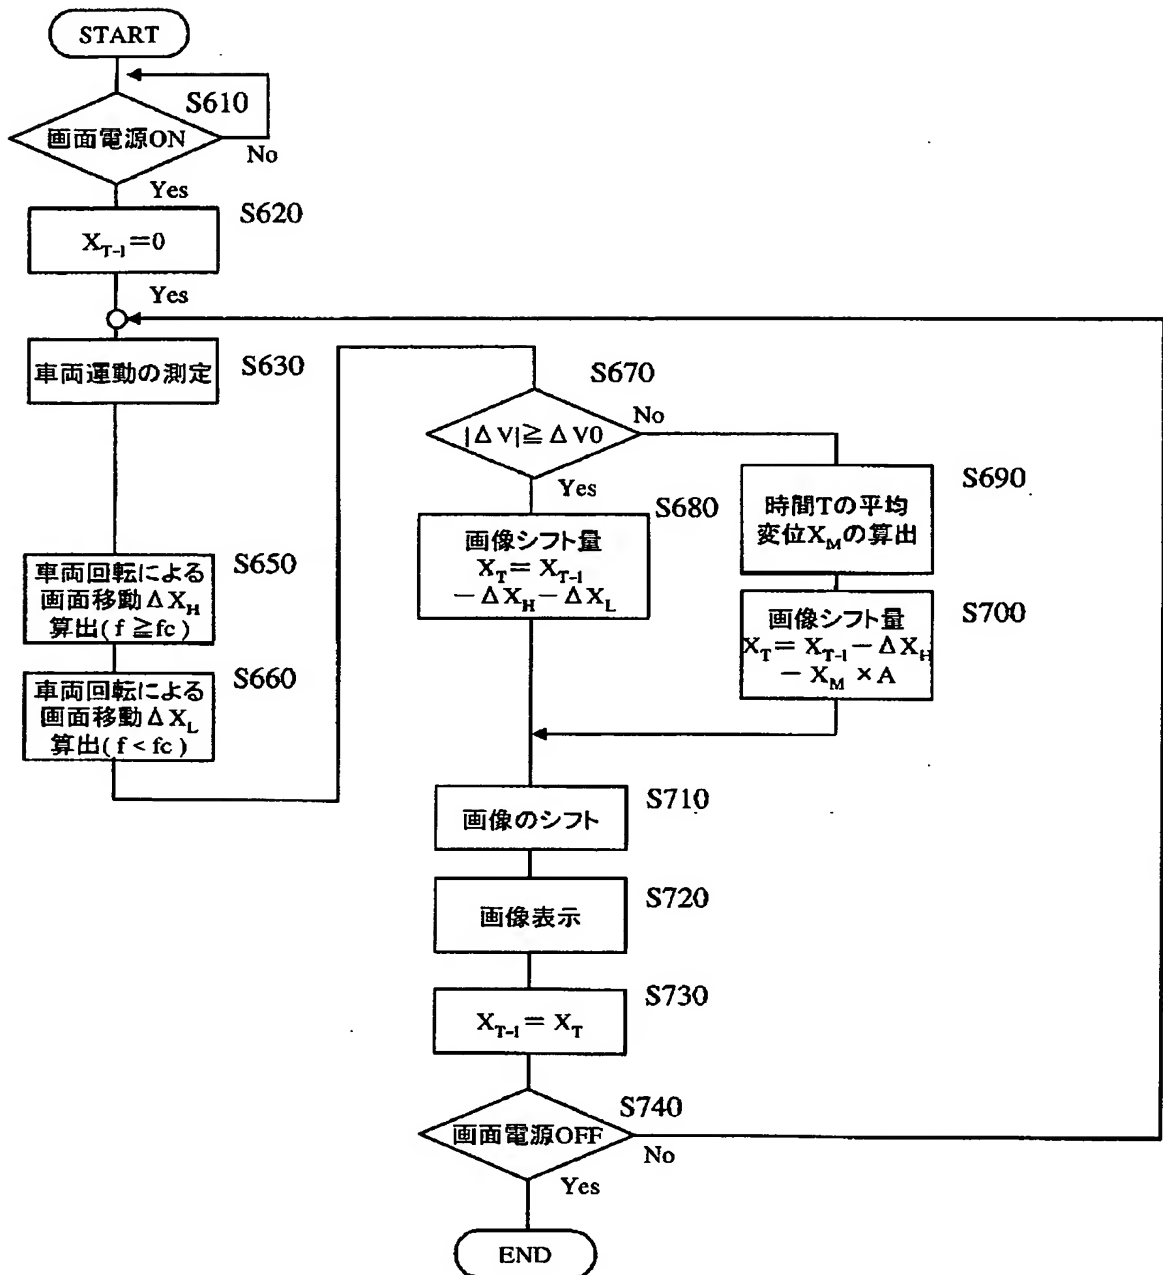 START
S610
画面電源ON
No
Yes
S620
X_{T-1}=0
Yes
車両運動の測定
S630
車両回転による
画面移動ΔX_H
算出(f≧fc)
S650
車両回転による
画面移動ΔX_L
算出(f<fc)
S660
S670
|ΔV|≧ΔV0
No
Yes
S680
画像シフト量
X_T=X_{T-1}
-ΔX_H-ΔX_L
S690
時間Tの平均
変位X_Mの算出
S700
画像シフト量
X_T=X_{T-1}-ΔX_H
-X_M×A
S710
画像のシフト
S720
画像表示
S730
X_{T-1}=X_T
S740
画面電源OFF
No
Yes
END